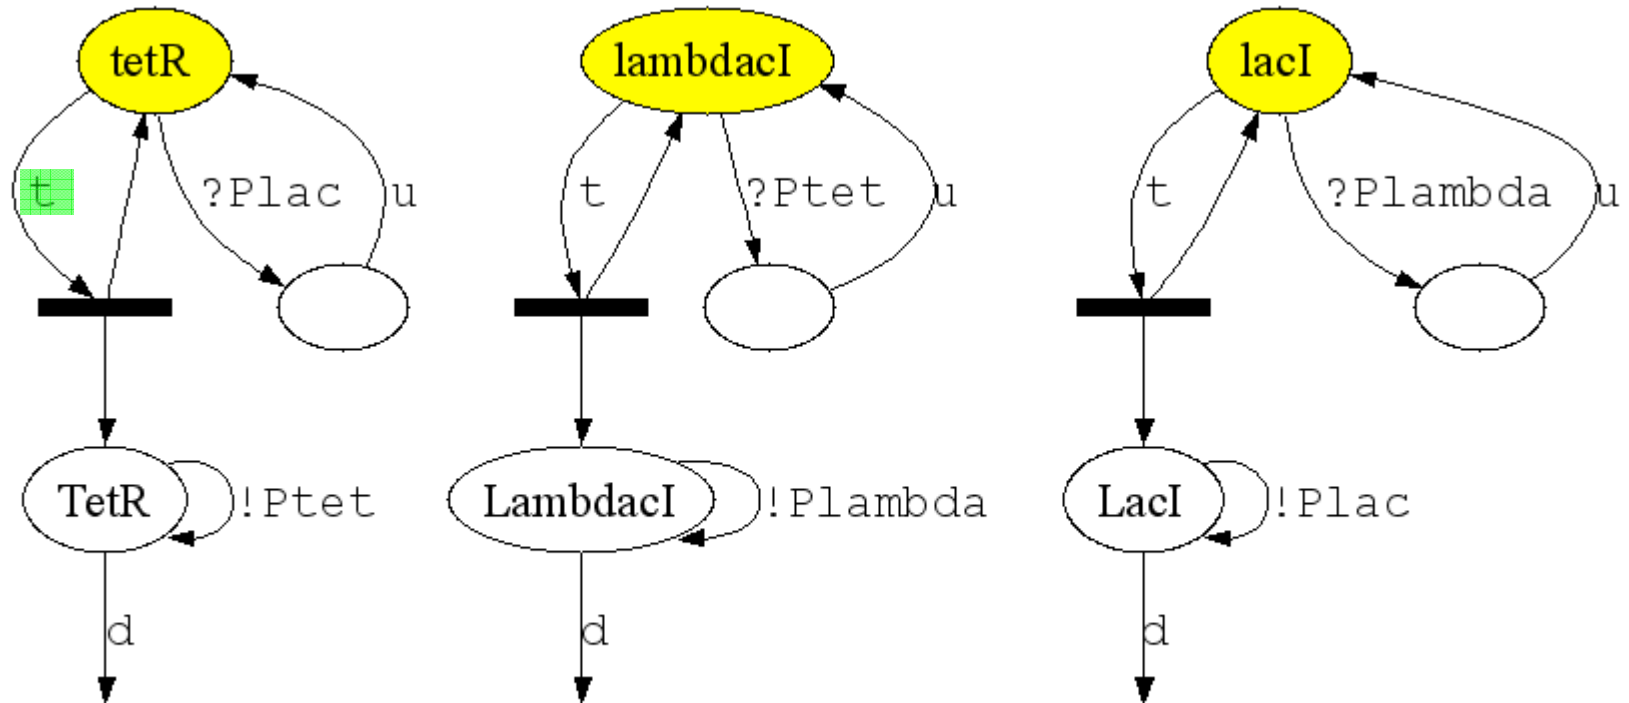 tetR lambdacI lacI
t ?Plac u t ?Ptet u t ?Plambda u
TetR !Ptet LambdacI !Plambda LacI !Plac
d d d